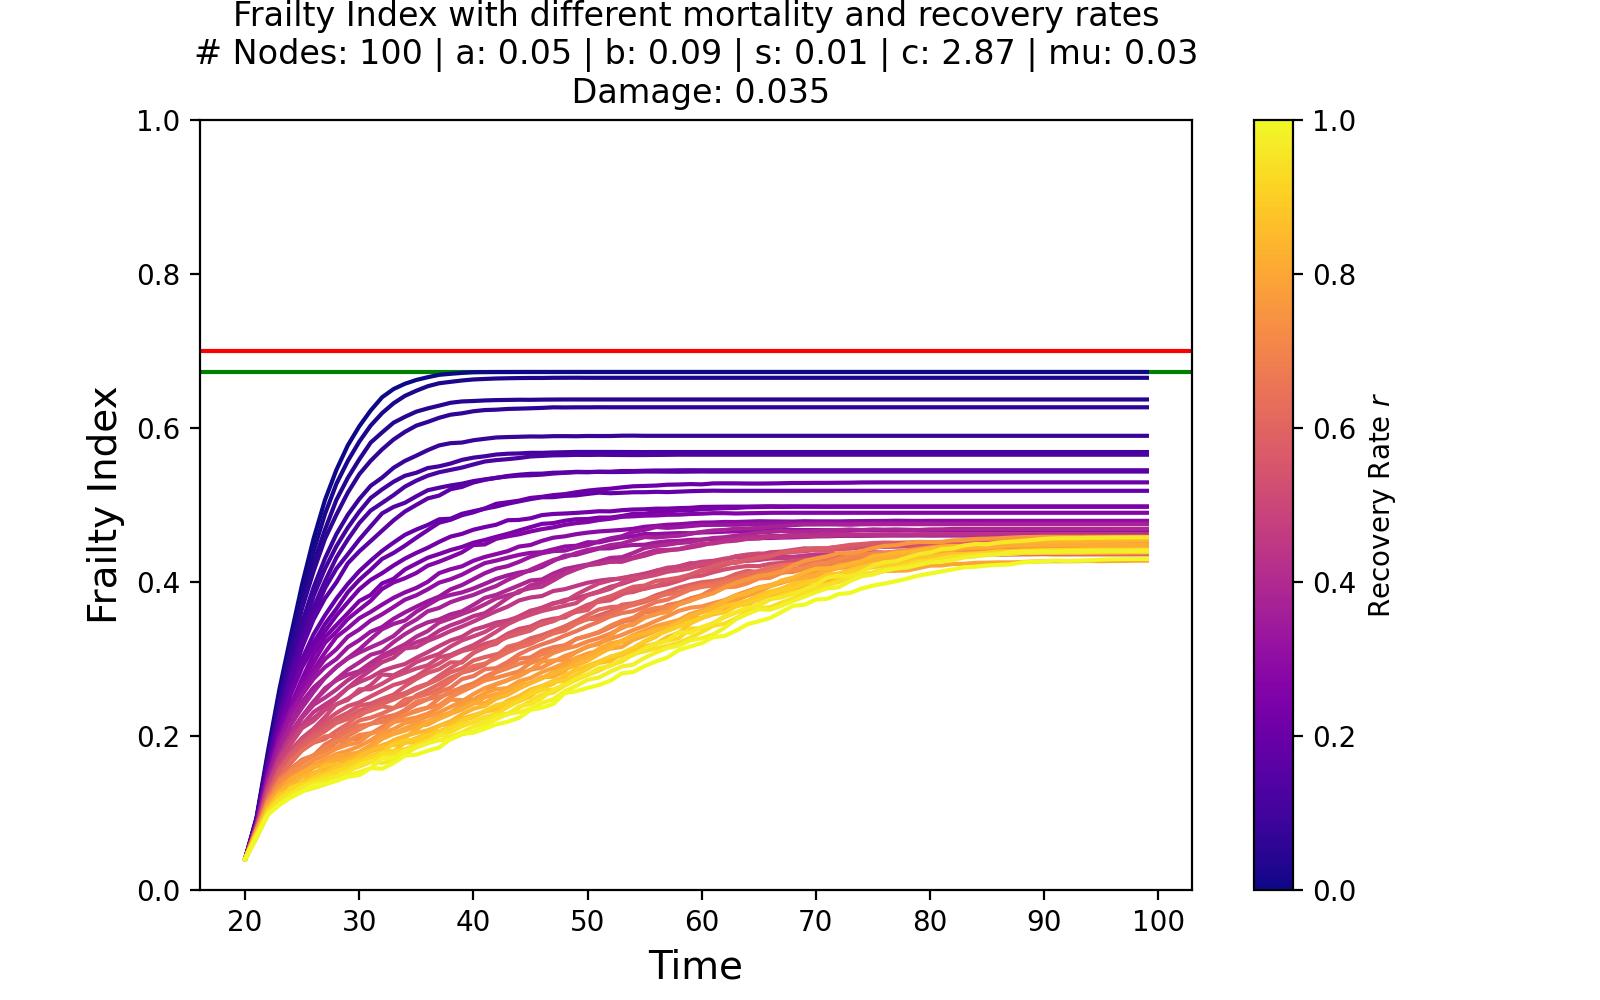 Frailty Index with different mortality and recovery rates
# Nodes: 100 | a: 0.05 | b: 0.09 | s: 0.01 | c: 2.87 | mu: 0.03
Damage: 0.035
Frailty Index
1.0
0.8
0.6
0.4
0.2
0.0
20 30 40 50 60 70 80 90 100
Time
1.0
0.8
0.6
0.4
0.2
0.0
Recovery Rate r